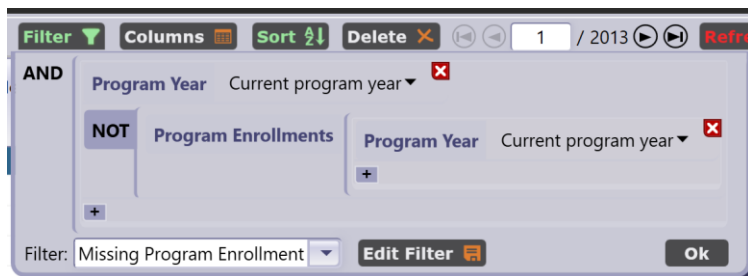 Filter Columns Sort Delete 1 / 2013 Refre
AND Program Year Current program year
NOT Program Enrollments Program Year Current program year
+
+
Filter: Missing Program Enrollment Edit Filter Ok